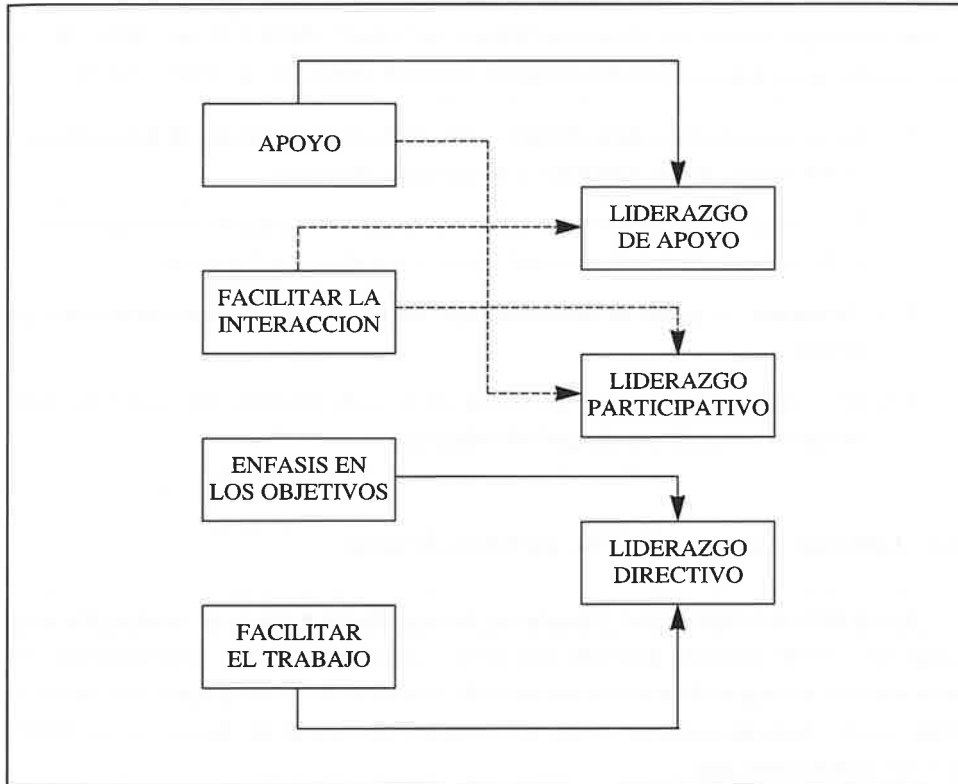 APOYO
LIDERAZGO
DE APOYO
FACILITAR LA
INTERACCION
LIDERAZGO
PARTICIPATIVO
ENFASIS EN
LOS OBJETIVOS
LIDERAZGO
DIRECTIVO
FACILITAR
EL TRABAJO